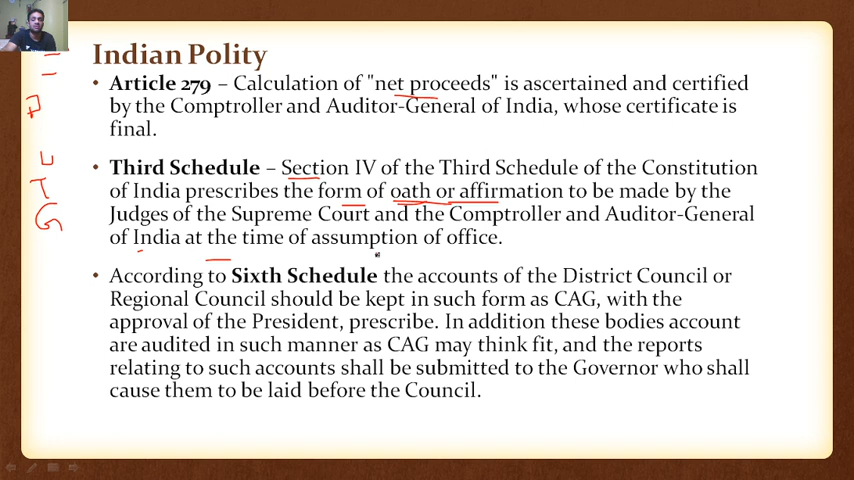 Indian Polity
• Article 279 – Calculation of "net proceeds" is ascertained and certified
by the Comptroller and Auditor-General of India, whose certificate is
final.
• Third Schedule – Section IV of the Third Schedule of the Constitution
of India prescribes the form of oath or affirmation to be made by the
Judges of the Supreme Court and the Comptroller and Auditor-General
of India at the time of assumption of office.
• According to Sixth Schedule the accounts of the District Council or
Regional Council should be kept in such form as CAG, with the
approval of the President, prescribe. In addition these bodies account
are audited in such manner as CAG may think fit, and the reports
relating to such accounts shall be submitted to the Governor who shall
cause them to be laid before the Council.
T
G